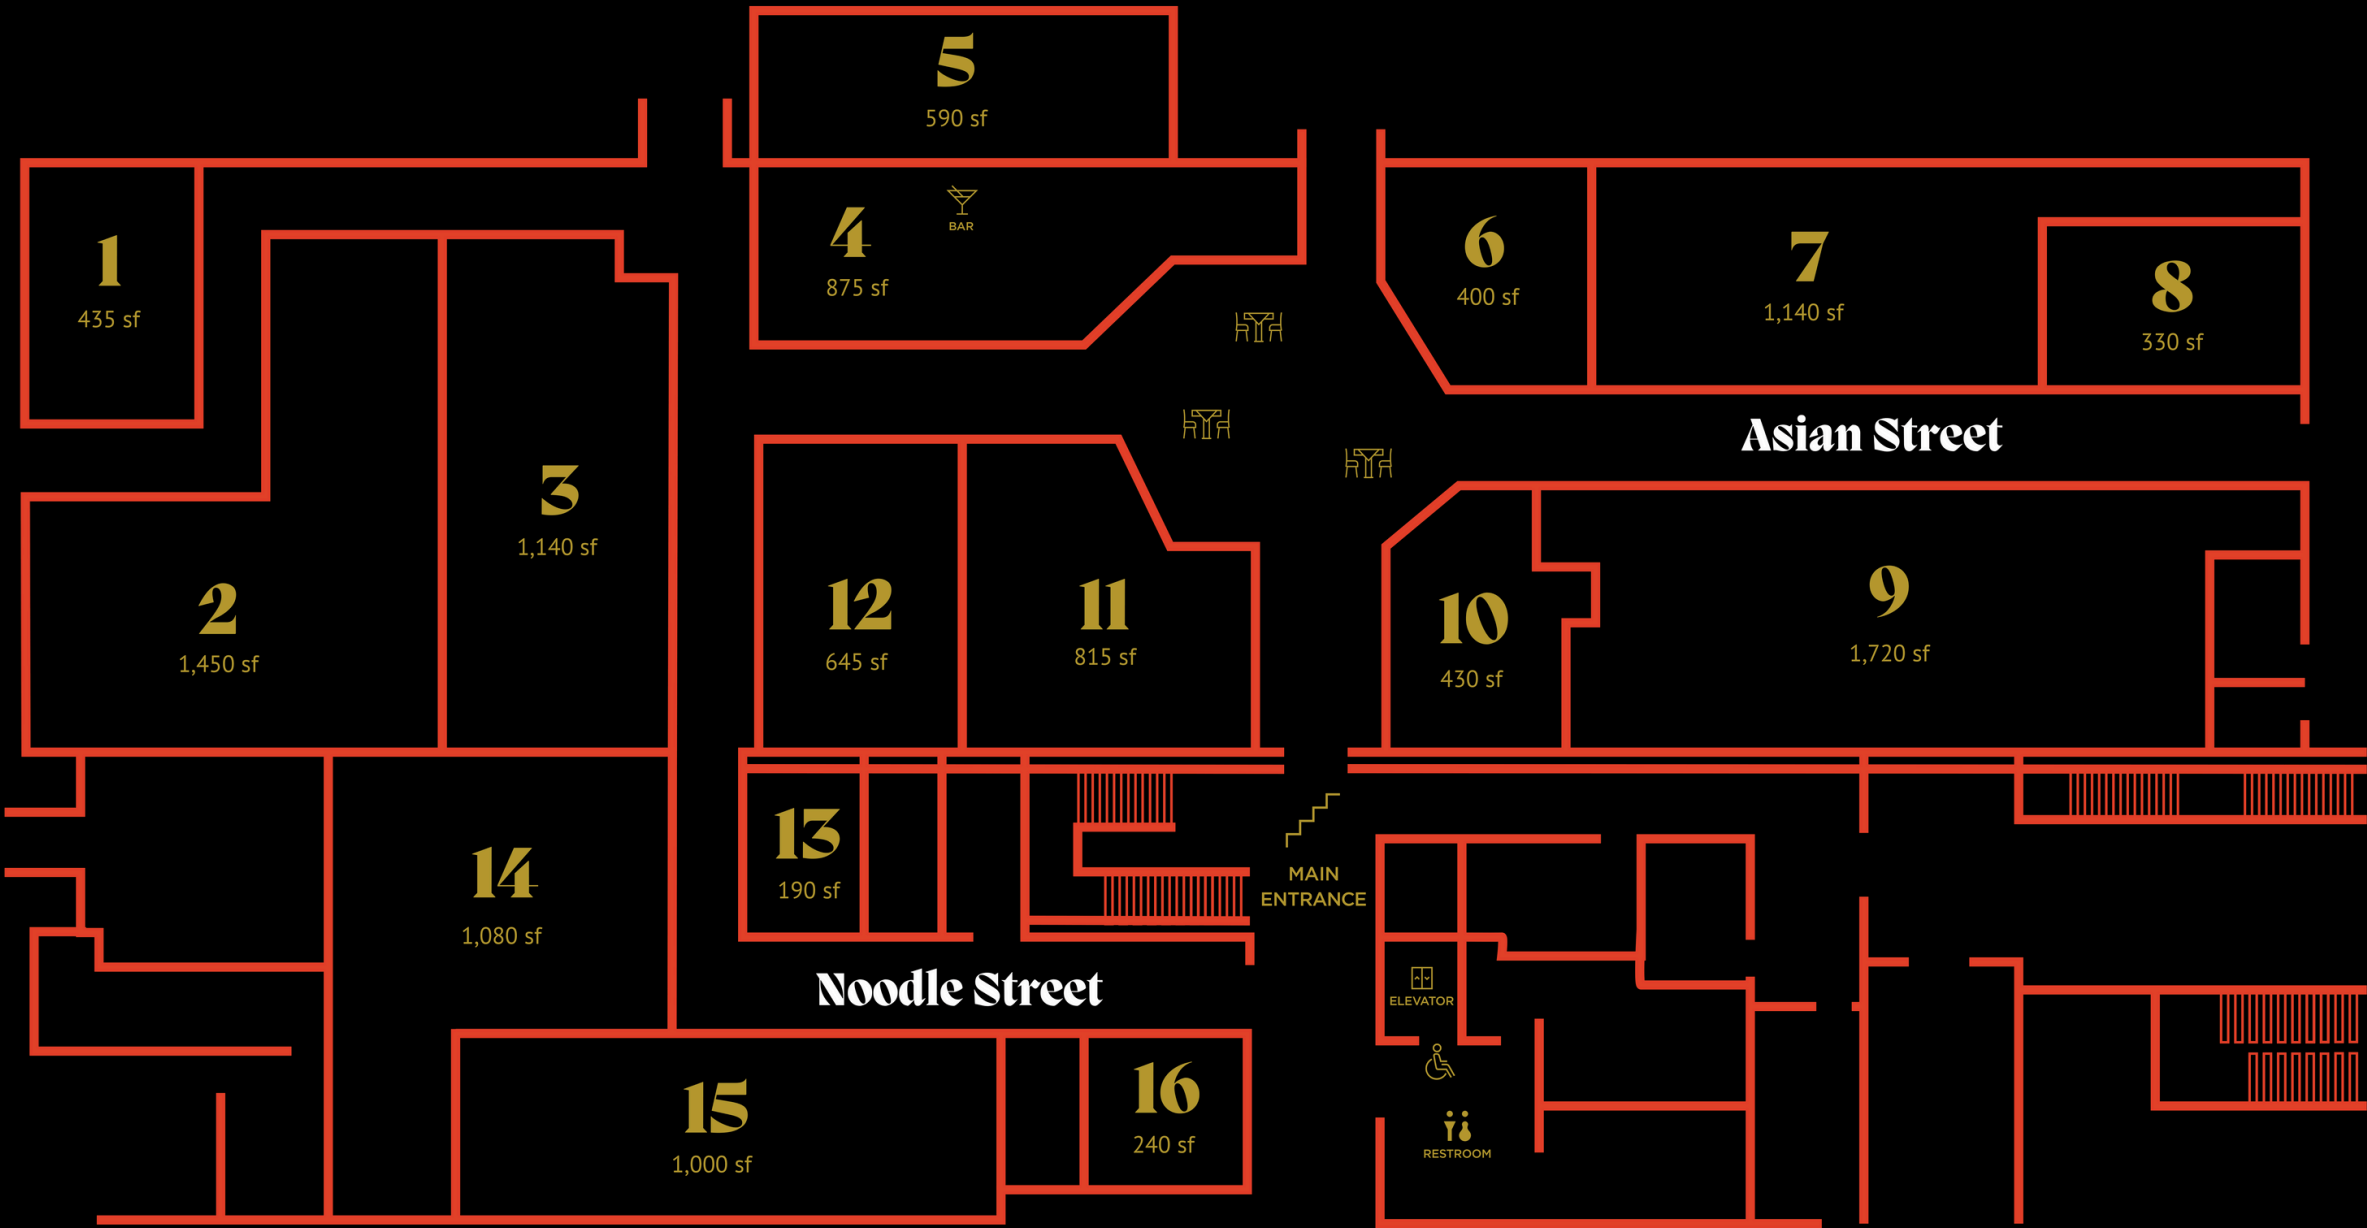 5
590 sf
4
875 sf
BAR
1
435 sf
6
400 sf
7
1,140 sf
8
330 sf
Asian Street
3
1,140 sf
2
1,450 sf
12
645 sf
11
815 sf
10
430 sf
9
1,720 sf
13
190 sf
14
1,080 sf
MAIN
ENTRANCE
Noodle Street
ELEVATOR
15
1,000 sf
16
240 sf
RESTROOM